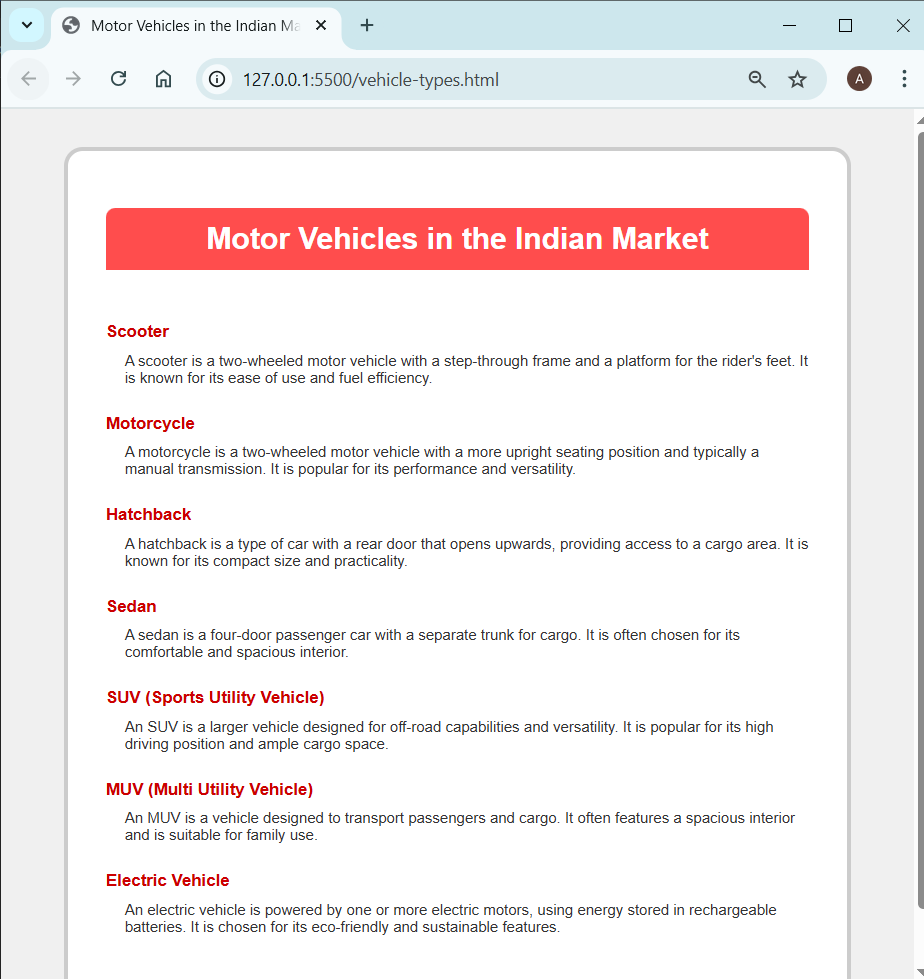 Motor Vehicles in the Indian Ma
127.0.0.1:5500/vehicle-types.html
A
Motor Vehicles in the Indian Market
Scooter
A scooter is a two-wheeled motor vehicle with a step-through frame and a platform for the rider's feet. It
is known for its ease of use and fuel efficiency.
Motorcycle
A motorcycle is a two-wheeled motor vehicle with a more upright seating position and typically a
manual transmission. It is popular for its performance and versatility.
Hatchback
A hatchback is a type of car with a rear door that opens upwards, providing access to a cargo area. It is
known for its compact size and practicality.
Sedan
A sedan is a four-door passenger car with a separate trunk for cargo. It is often chosen for its
comfortable and spacious interior.
SUV (Sports Utility Vehicle)
An SUV is a larger vehicle designed for off-road capabilities and versatility. It is popular for its high
driving position and ample cargo space.
MUV (Multi Utility Vehicle)
An MUV is a vehicle designed to transport passengers and cargo. It often features a spacious interior
and is suitable for family use.
Electric Vehicle
An electric vehicle is powered by one or more electric motors, using energy stored in rechargeable
batteries. It is chosen for its eco-friendly and sustainable features.